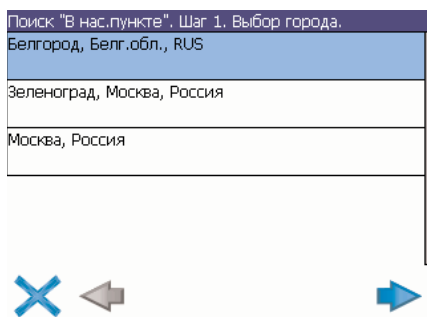 Поиск "В нас.пункте". Шаг 1. Выбор города.
Белгород, Белг.обл., RUS
Зеленоград, Москва, Россия
Москва, Россия